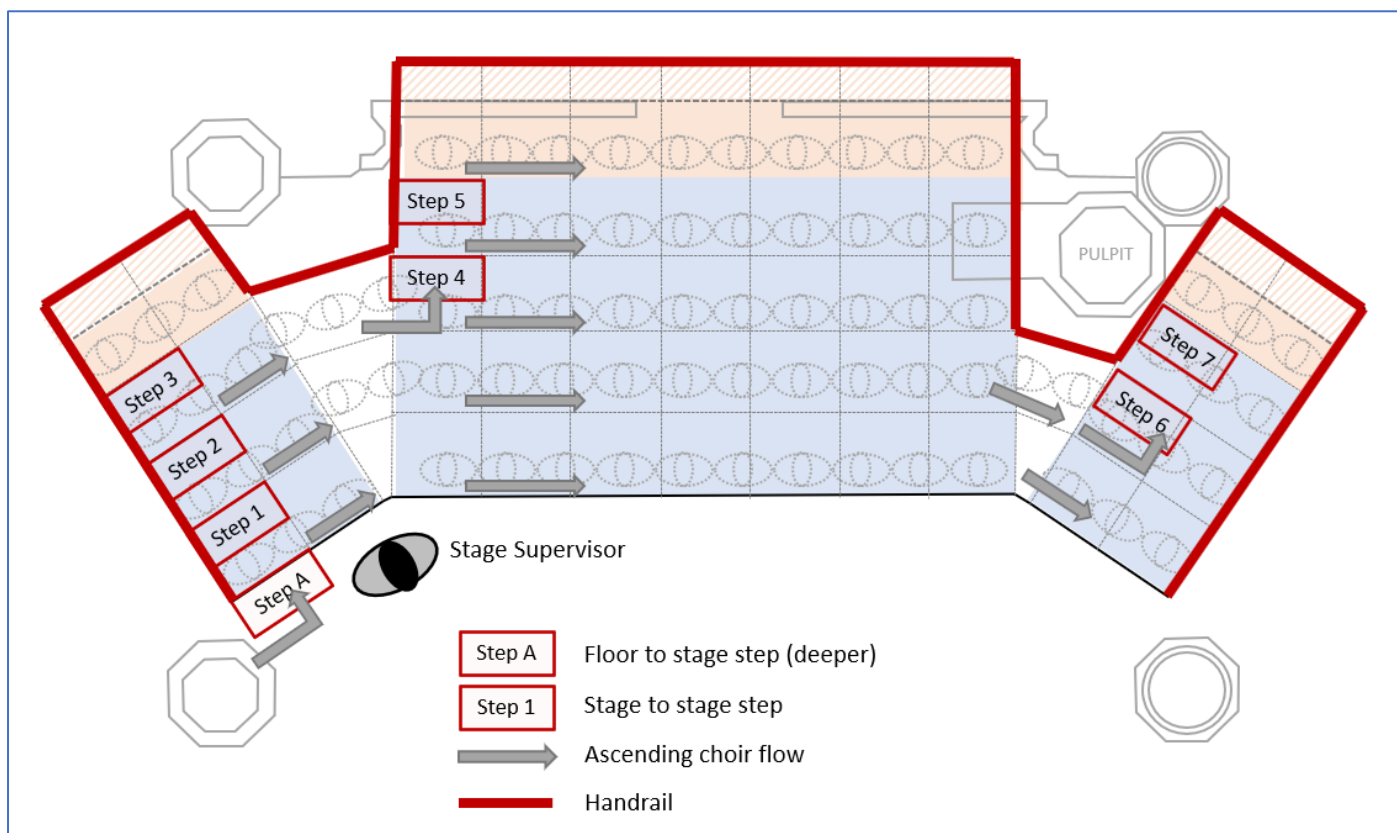 Step 5
Step 4
PULPIT
Step 3
Step 2
Step 1
Step A
Step 7
Step 6
Stage Supervisor
Step A Floor to stage step (deeper)
Step 1 Stage to stage step
Ascending choir flow
Handrail